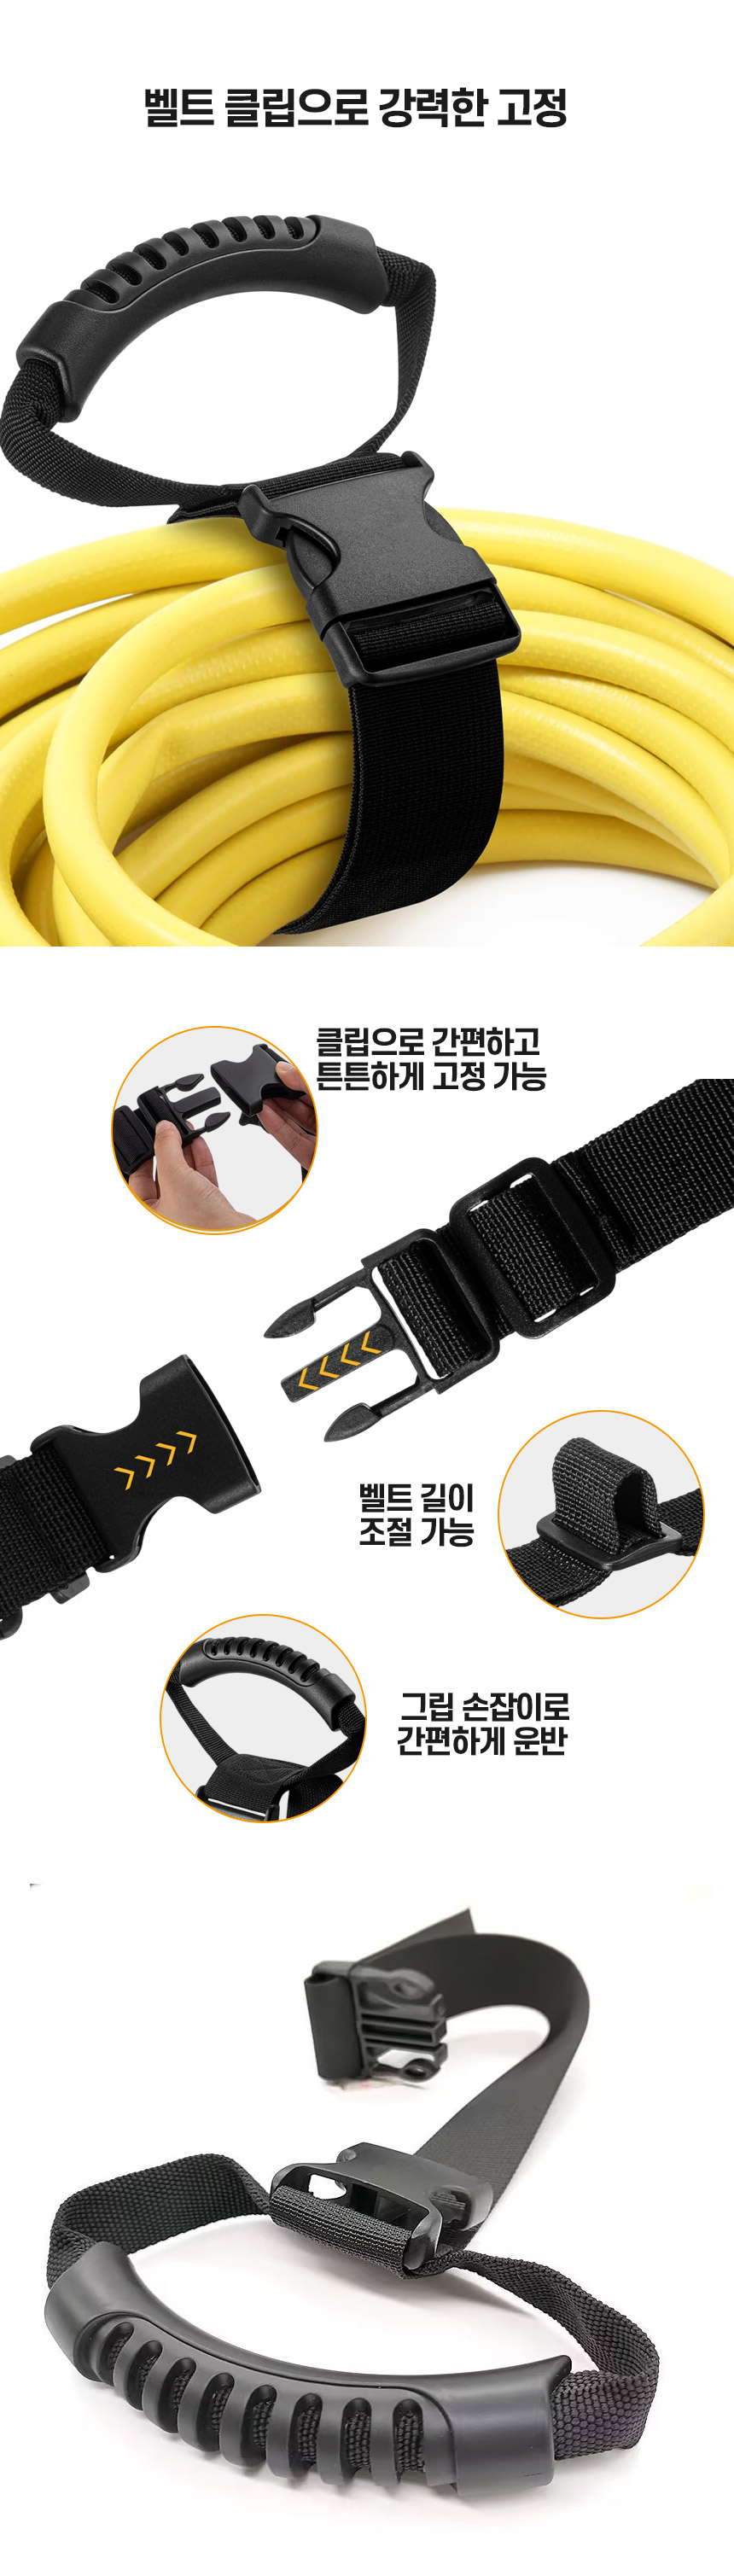 벨트 클립으로 강력한 고정
클립으로 간편하고
튼튼하게 고정 가능
벨트 길이
조절 가능
그립 손잡이로
간편하게 운반